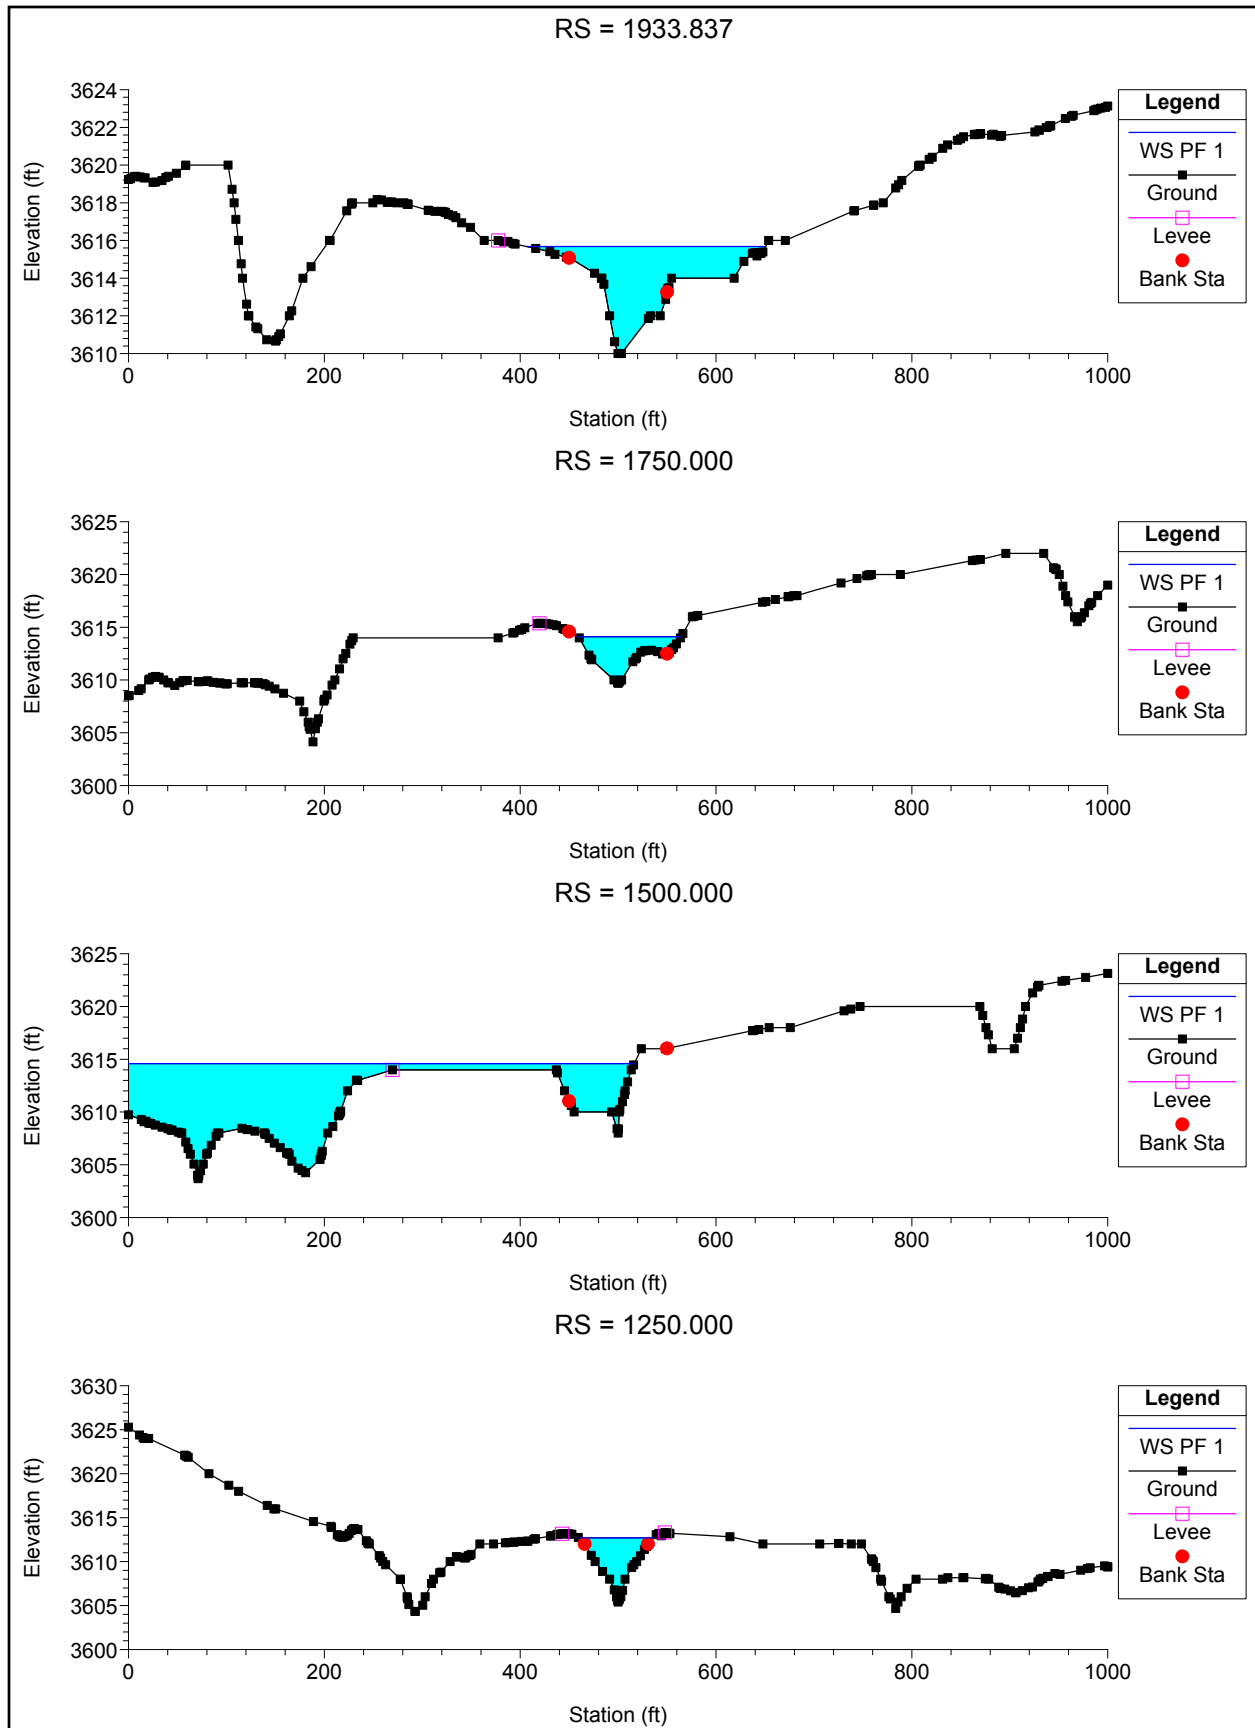 RS = 1933.837
Elevation (ft)
3624
3622
3620
3618
3616
3614
3612
3610
0 200 400 600 800 1000
Station (ft)
Legend
WS PF 1
Ground
Levee
Bank Sta
RS = 1750.000
Elevation (ft)
3625
3620
3615
3610
3605
3600
0 200 400 600 800 1000
Station (ft)
Legend
WS PF 1
Ground
Levee
Bank Sta
RS = 1500.000
Elevation (ft)
3625
3620
3615
3610
3605
3600
0 200 400 600 800 1000
Station (ft)
Legend
WS PF 1
Ground
Levee
Bank Sta
RS = 1250.000
Elevation (ft)
3630
3625
3620
3615
3610
3605
3600
0 200 400 600 800 1000
Station (ft)
Legend
WS PF 1
Ground
Levee
Bank Sta